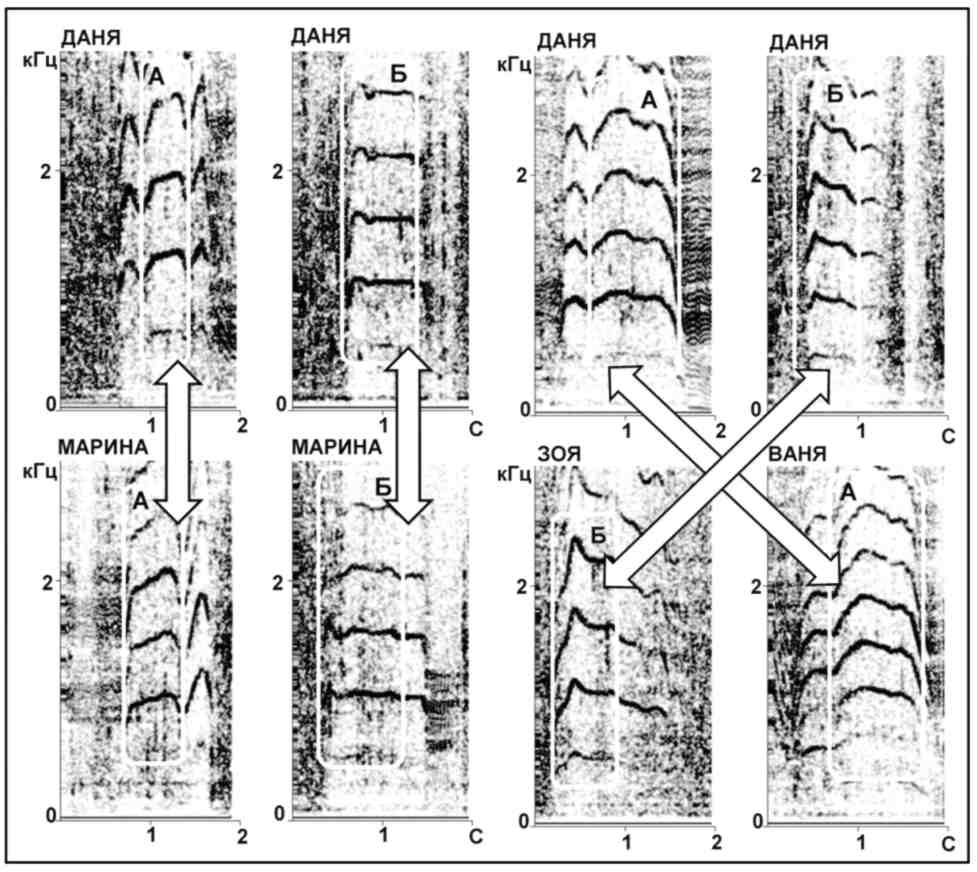 ДАНЯ ДАНЯ ДАНЯ ДАНЯ
кГц А Б кГц А Б
2 2 2 2
0 0 0 0
1 2 1 С 1 2 1 С
МАРИНА МАРИНА ЗОЯ ВАНЯ
кГц А Б кГц Б А
2 2 2 2
0 0 0 0
1 2 1 С 1 2 1 С